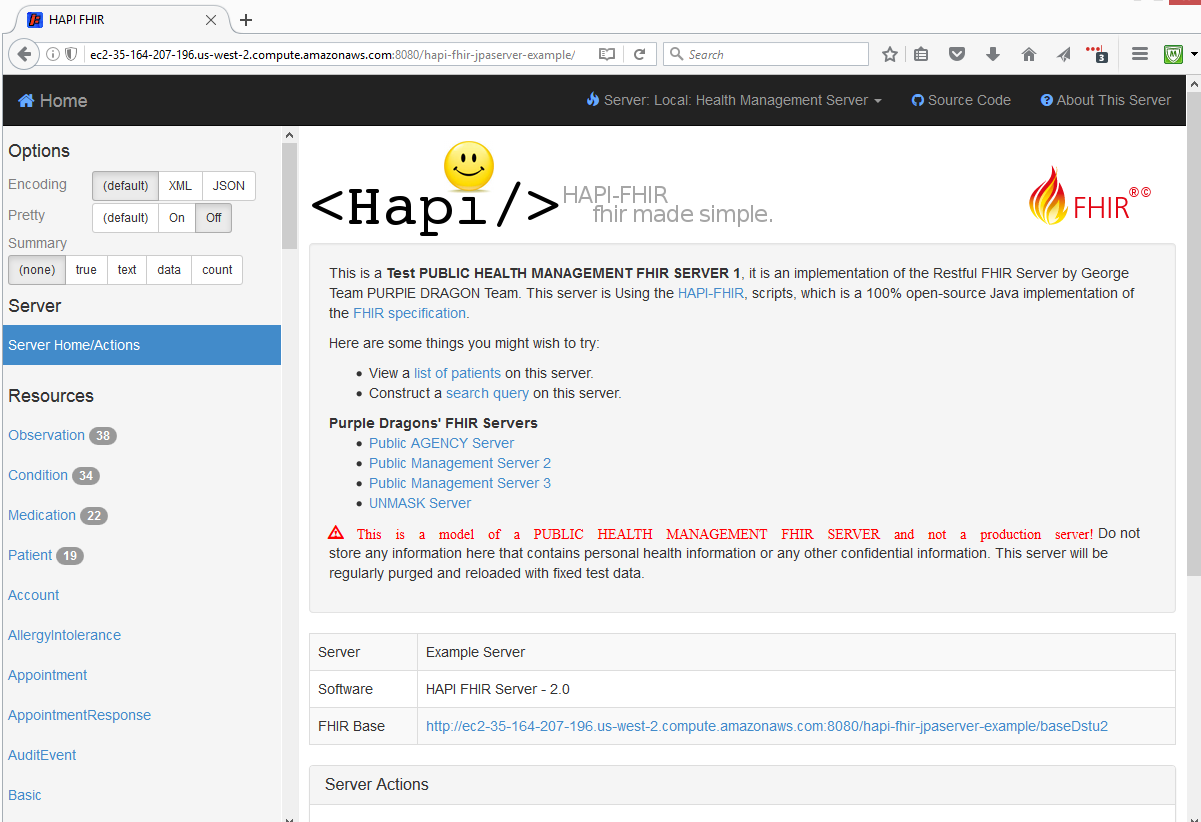 HAPI FHIR
ec2-35-164-207-196.us-west-2.compute.amazonaws.com:8080/hapi-fhir-jpaserver-example/
Search
3
Home
Server: Local: Health Management Server
Source Code
About This Server
Options
Encoding (default) XML JSON
Pretty (default) On Off
Summary
(none) true text data count
Server
Server Home/Actions
Resources
Observation 38
Condition 34
Medication 22
Patient 19
Account
AllergyIntolerance
Appointment
AppointmentResponse
AuditEvent
Basic
<Hapi/>
HAPI-FHIR
fhir made simple.
FHIR®©
This is a Test PUBLIC HEALTH MANAGEMENT FHIR SERVER 1, it is an implementation of the Restful FHIR Server by George
Team PURPlE DRAGON Team. This server is Using the HAPI-FHIR, scripts, which is a 100% open-source Java implementation of
the FHIR specification.
Here are some things you might wish to try:
• View a list of patients on this server.
• Construct a search query on this server.
Purple Dragons' FHIR Servers
• Public AGENCY Server
• Public Management Server 2
• Public Management Server 3
• UNMASK Server
This is a model of a PUBLIC HEALTH MANAGEMENT FHIR SERVER and not a production server! Do not
store any information here that contains personal health information or any other confidential information. This server will be
regularly purged and reloaded with fixed test data.
Server Example Server
Software HAPI FHIR Server - 2.0
FHIR Base http://ec2-35-164-207-196.us-west-2.compute.amazonaws.com:8080/hapi-fhir-jpaserver-example/baseDstu2
Server Actions